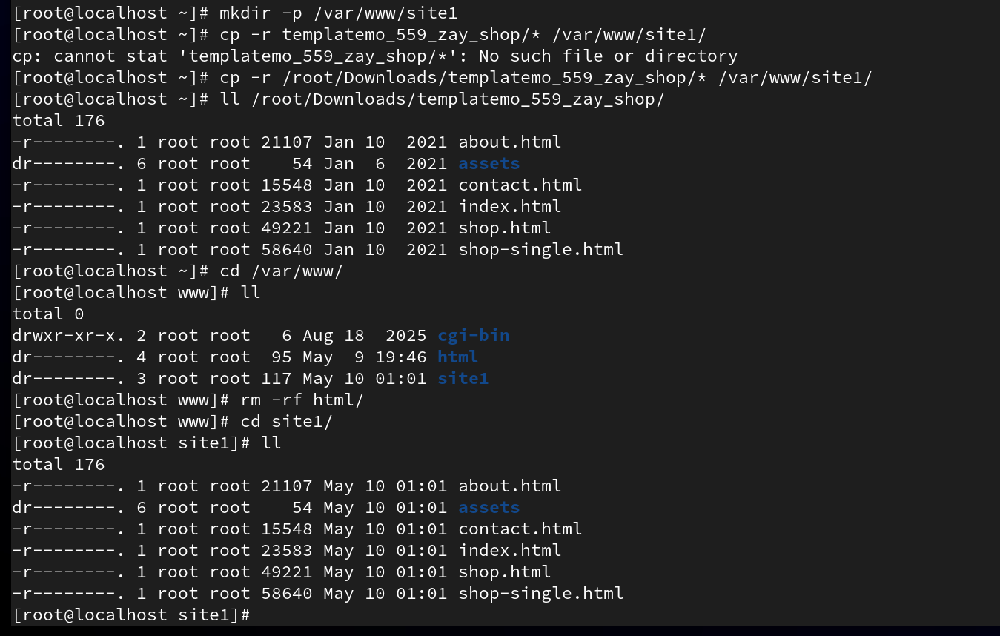 [root@localhost ~]# mkdir -p /var/www/site1
[root@localhost ~]# cp -r templatemo_559_zay_shop/* /var/www/site1/
cp: cannot stat 'templatemo_559_zay_shop/*': No such file or directory
[root@localhost ~]# cp -r /root/Downloads/templatemo_559_zay_shop/* /var/www/site1/
[root@localhost ~]# ll /root/Downloads/templatemo_559_zay_shop/
total 176
-r--------. 1 root root 21107 Jan 10  2021 about.html
dr--------. 6 root root    54 Jan  6  2021 assets
-r--------. 1 root root 15548 Jan 10  2021 contact.html
-r--------. 1 root root 23583 Jan 10  2021 index.html
-r--------. 1 root root 49221 Jan 10  2021 shop.html
-r--------. 1 root root 58640 Jan 10  2021 shop-single.html
[root@localhost ~]# cd /var/www/
[root@localhost www]# ll
total 0
drwxr-xr-x. 2 root root   6 Aug 18  2025 cgi-bin
dr--------. 4 root root  95 May  9 19:46 html
dr--------. 3 root root 117 May 10 01:01 site1
[root@localhost www]# rm -rf html/
[root@localhost www]# cd site1/
[root@localhost site1]# ll
total 176
-r--------. 1 root root 21107 May 10 01:01 about.html
dr--------. 6 root root    54 May 10 01:01 assets
-r--------. 1 root root 15548 May 10 01:01 contact.html
-r--------. 1 root root 23583 May 10 01:01 index.html
-r--------. 1 root root 49221 May 10 01:01 shop.html
-r--------. 1 root root 58640 May 10 01:01 shop-single.html
[root@localhost site1]#